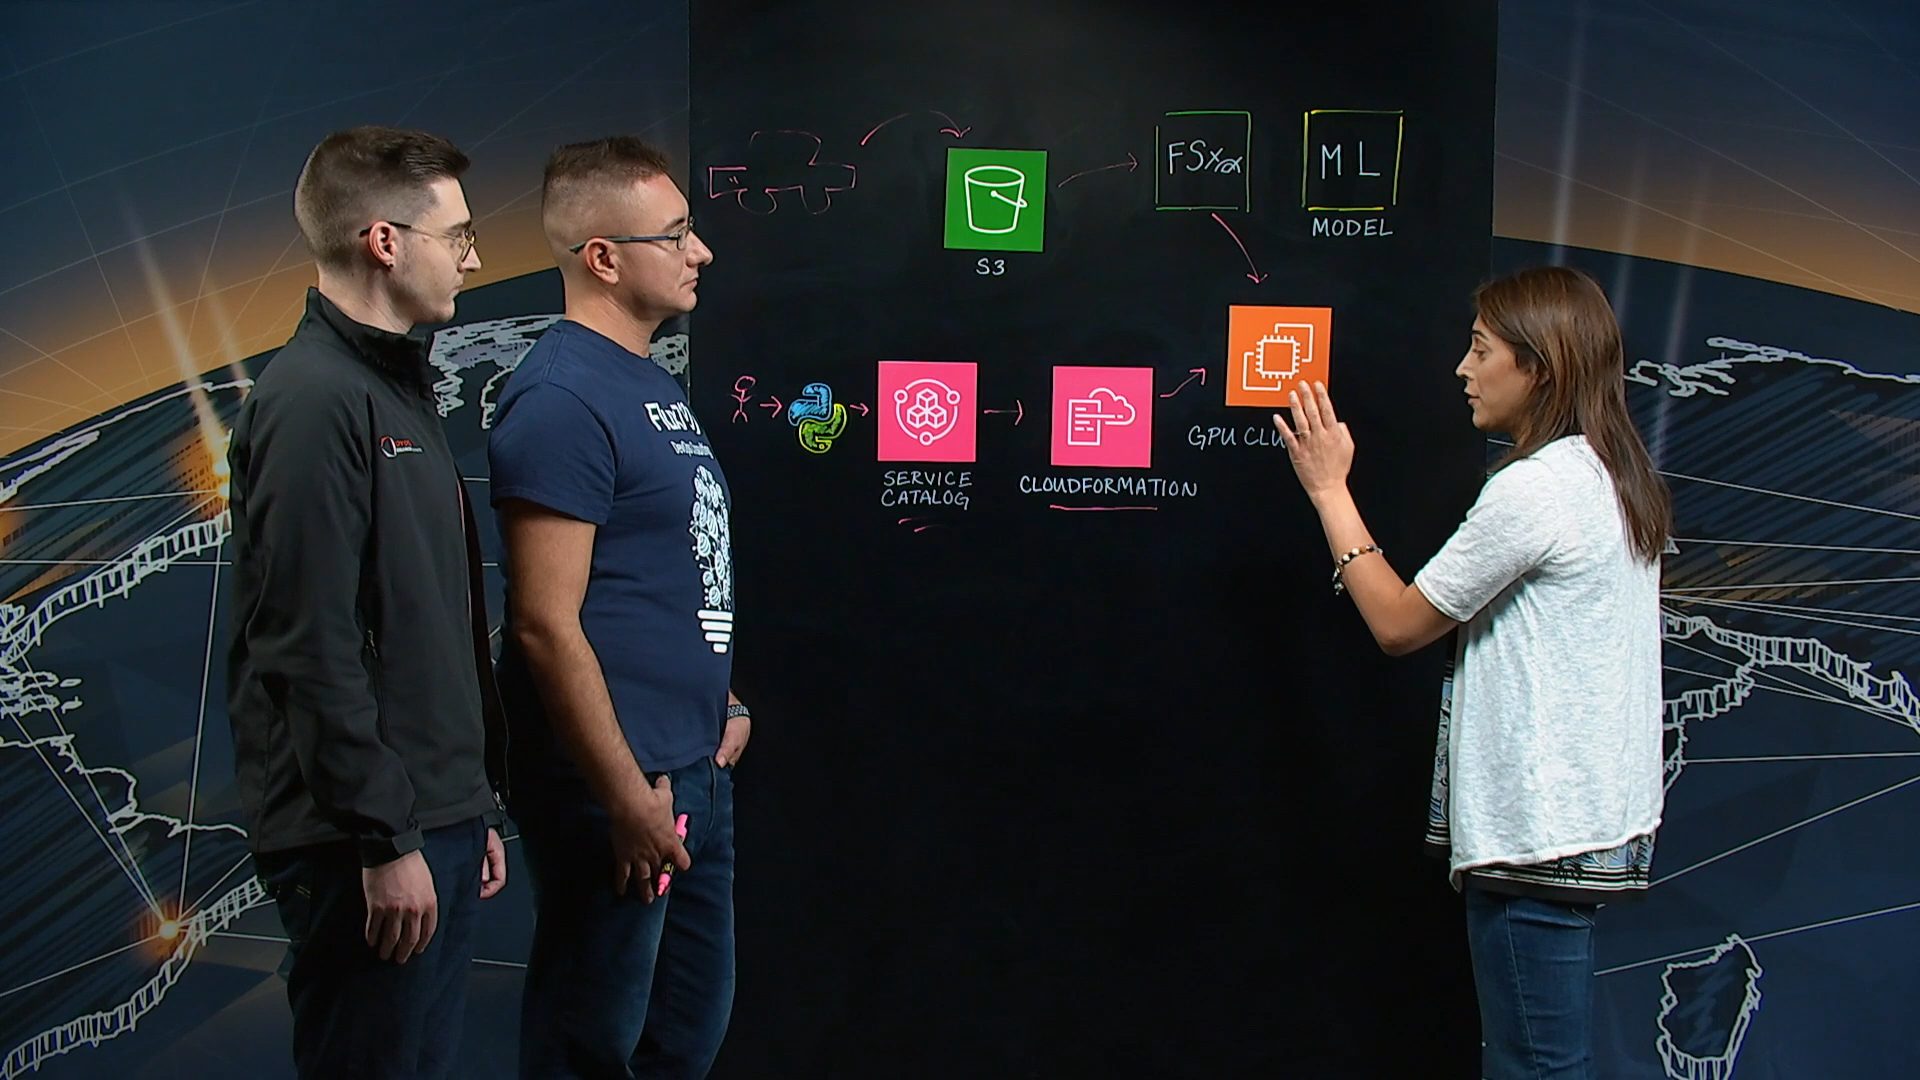 FSx
ML
MODEL
S3
SERVICE
CATALOG
CLOUDFORMATION
GPU CLU